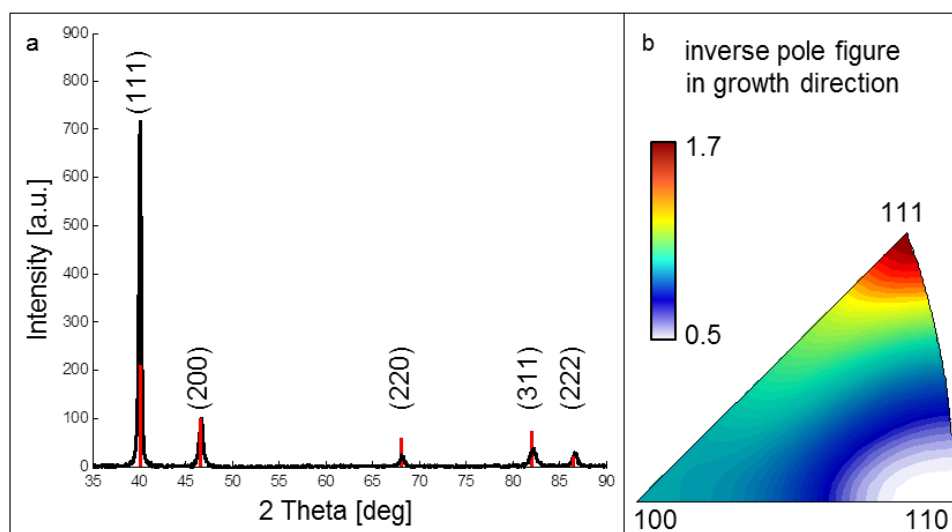 a
900
800
700
600
500
400
300
200
100
0
Intensity [a.u.]
(111)
(200)
(220)
(311)
(222)
35 40 45 50 55 60 65 70 75 80 85 90
2 Theta [deg]
b
inverse pole figure
in growth direction
1.7
0.5
111
100
110